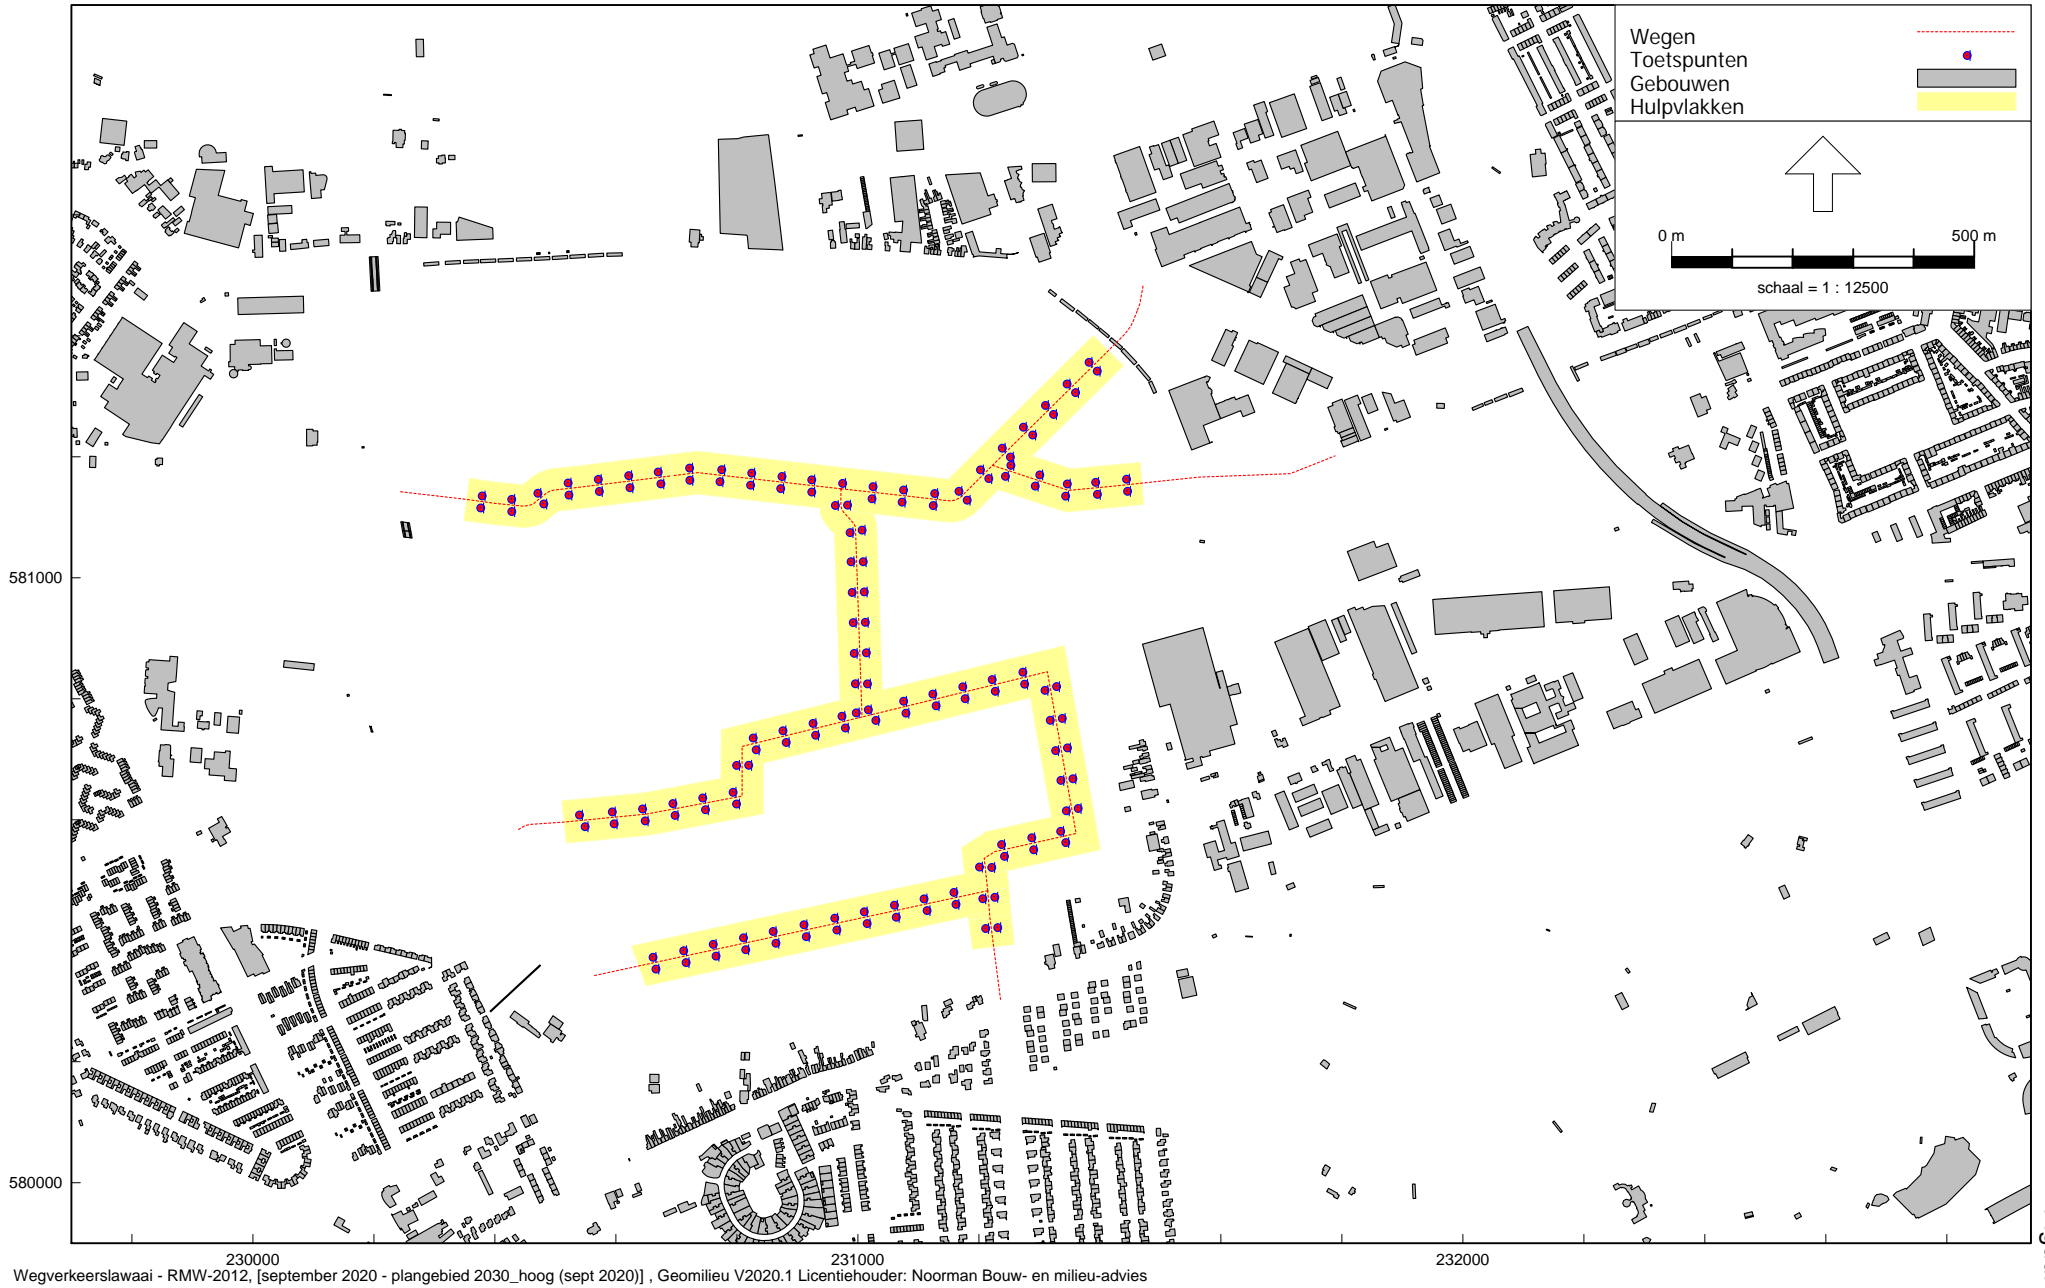 Wegen
Toetspunten
Gebouwen
Hulpvlakken
0 m 500 m
schaal = 1 : 12500
581000
580000
230000 231000 232000
Wegverkeerslawaai - RMW-2012, [september 2020 - plangebied 2030_hoog (sept 2020)] , Geomilieu V2020.1 Licentiehouder: Noorman Bouw- en milieu-advies